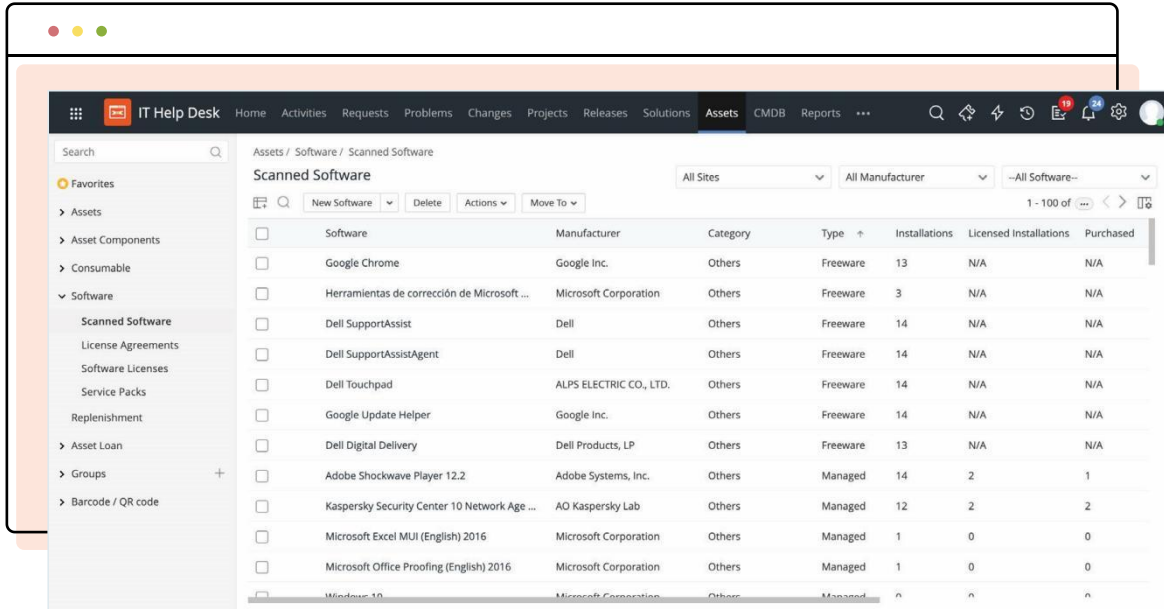 IT Help Desk Home Activities Requests Problems Changes Projects Releases Solutions Assets CMDB Reports ••• 19 24
Search
Favorites
Assets
Asset Components
Consumable
Software
Scanned Software
License Agreements
Software Licenses
Service Packs
Replenishment
Asset Loan
Groups +
Barcode / QR code
Assets / Software / Scanned Software
Scanned Software All Sites All Manufacturer --All Software--
New Software Delete Actions Move To 1 - 100 of ...
Software Manufacturer Category Type Installations Licensed Installations Purchased
Google Chrome Google Inc. Others Freeware 13 N/A N/A
Herramientas de corrección de Microsoft ... Microsoft Corporation Others Freeware 3 N/A N/A
Dell SupportAssist Dell Others Freeware 14 N/A N/A
Dell SupportAssistAgent Dell Others Freeware 14 N/A N/A
Dell Touchpad ALPS ELECTRIC CO., LTD. Others Freeware 14 N/A N/A
Google Update Helper Google Inc. Others Freeware 14 N/A N/A
Dell Digital Delivery Dell Products, LP Others Freeware 13 N/A N/A
Adobe Shockwave Player 12.2 Adobe Systems, Inc. Others Managed 14 2 1
Kaspersky Security Center 10 Network Age ... AO Kaspersky Lab Others Managed 12 2 2
Microsoft Excel MUI (English) 2016 Microsoft Corporation Others Managed 1 0 0
Microsoft Office Proofing (English) 2016 Microsoft Corporation Others Managed 1 0 0
Windows 10 Microsoft Corporation Others Managed